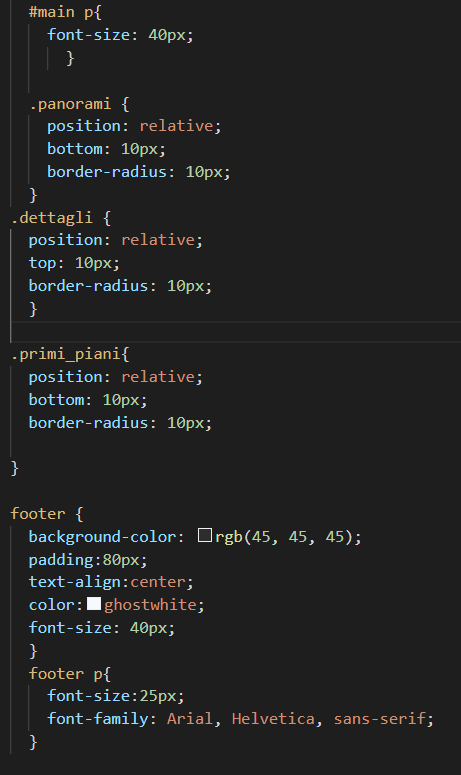 #main p{
font-size: 40px;
}
.panorami {
position: relative;
bottom: 10px;
border-radius: 10px;
}
.dettagli {
position: relative;
top: 10px;
border-radius: 10px;
}
.primi_piani{
position: relative;
bottom: 10px;
border-radius: 10px;
}
footer {
background-color: rgb(45, 45, 45);
padding:80px;
text-align:center;
color:ghostwhite;
font-size: 40px;
}
footer p{
font-size:25px;
font-family: Arial, Helvetica, sans-serif;
}